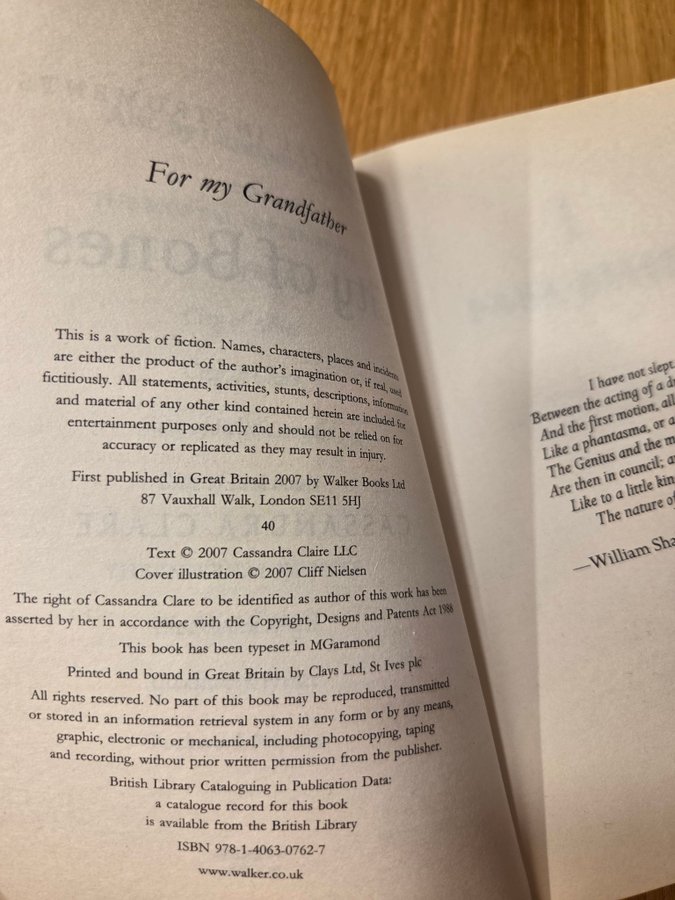 For my Grandfather
This is a work of fiction. Names, characters, places and incidents
are either the product of the author's imagination or, if real, used
fictitiously. All statements, activities, stunts, descriptions, information
and material of any other kind contained herein are included for
entertainment purposes only and should not be relied on for
accuracy or replicated as they may result in injury.
First published in Great Britain 2007 by Walker Books Ltd
87 Vauxhall Walk, London SE11 5HJ
40
Text © 2007 Cassandra Claire LLC
Cover illustration © 2007 Cliff Nielsen
The right of Cassandra Clare to be identified as author of this work has been
asserted by her in accordance with the Copyright, Designs and Patents Act 1988
This book has been typeset in MGaramond
Printed and bound in Great Britain by Clays Ltd, St Ives plc
All rights reserved. No part of this book may be reproduced, transmitted
or stored in an information retrieval system in any form or by any means,
graphic, electronic or mechanical, including photocopying, taping
and recording, without prior written permission from the publisher.
British Library Cataloguing in Publication Data:
a catalogue record for this book
is available from the British Library
ISBN 978-1-4063-0762-7
www.walker.co.uk
I have not slept.
Between the acting of a
And the first motion, all
Like a phantasma, or a
The Genius and the
Are then in council;
Like to a little
The nature of
—William